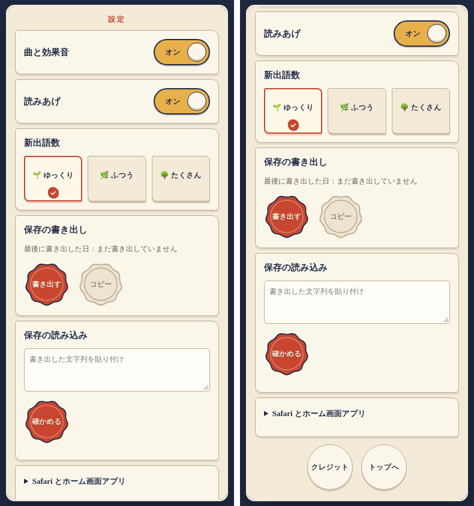 設定
曲と効果音
オン
読みあげ
オン
新出語数
🌱 ゆっくり
🌿 ふつう
🌳 たくさん
保存の書き出し
最後に書き出した日：まだ書き出していません
書き出す
コピー
保存の読み込み
書き出した文字列を貼り付け
確かめる
▶ Safari とホーム画面アプリ
読みあげ
オン
新出語数
🌱 ゆっくり
🌿 ふつう
🌳 たくさん
保存の書き出し
最後に書き出した日：まだ書き出していません
書き出す
コピー
保存の読み込み
書き出した文字列を貼り付け
確かめる
▶ Safari とホーム画面アプリ
クレジット
トップへ